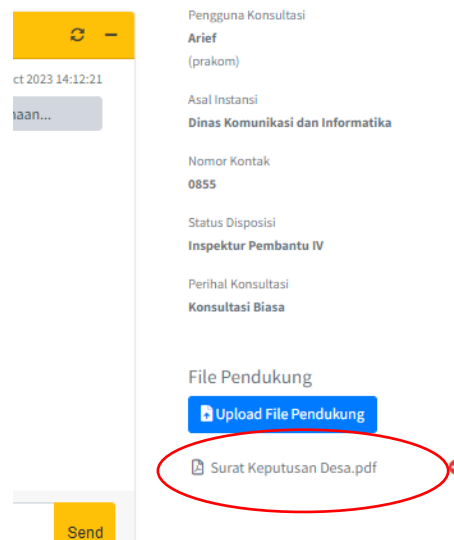 ct 2023 14:12:21
naan...
Send
Pengguna Konsultasi
Arief
(prakom)
Asal Instansi
Dinas Komunikasi dan Informatika
Nomor Kontak
0855
Status Disposisi
Inspektur Pembantu IV
Perihal Konsultasi
Konsultasi Biasa
File Pendukung
Upload File Pendukung
Surat Keputusan Desa.pdf